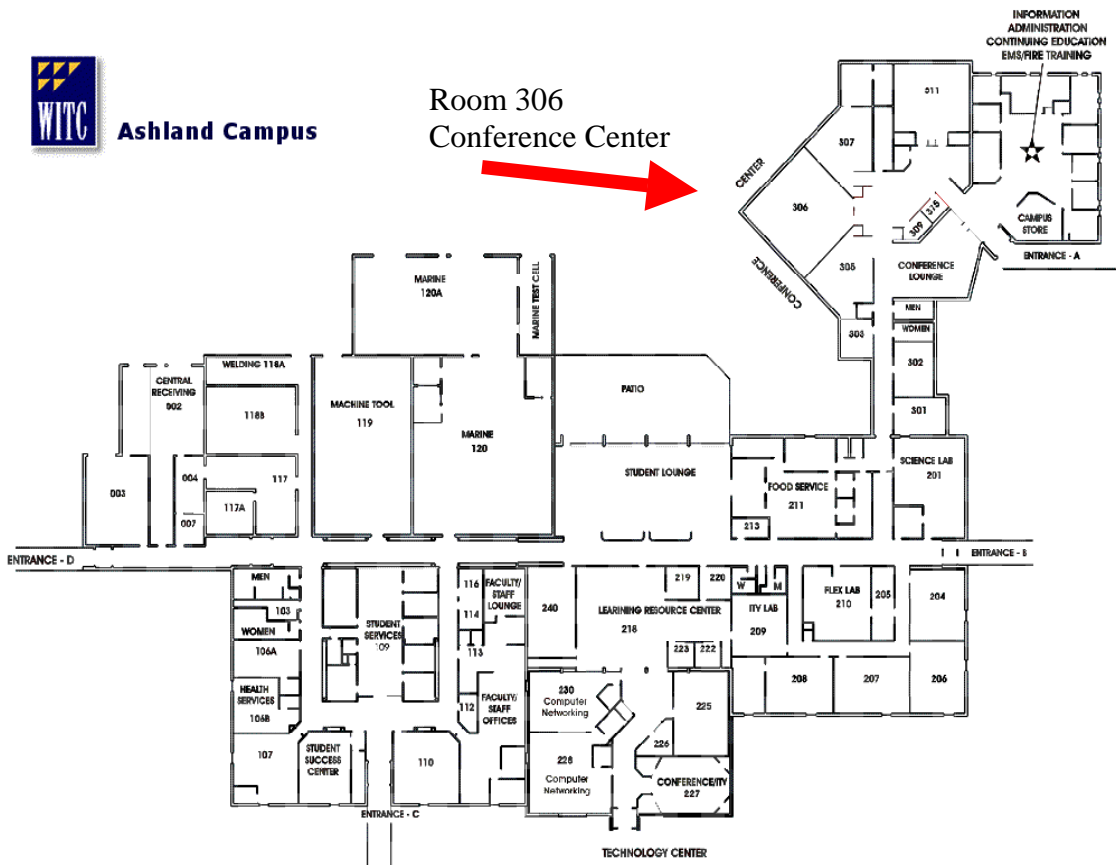 INFORMATION
ADMINISTRATION
CONTINUING EDUCATION
EMS/FIRE TRAINING
WITC
Ashland Campus
Room 306
Conference Center
311
307
CENTER
306
CONFERENCE
305
309
315
CAMPUS
STORE
ENTRANCE - A
CONFERENCE
LOUNGE
MEN
WOMEN
303
302
301
MARINE
120A
MARINE TEST CELL
WELDING 118A
CENTRAL
RECEIVING
002
118B
MACHINE TOOL
119
MARINE
120
PATIO
STUDENT LOUNGE
FOOD SERVICE
211
213
SCIENCE LAB
201
003
004
007
117
117A
ENTRANCE - D
ENTRANCE - B
MEN
103
WOMEN
106A
HEALTH
SERVICES
106B
107
STUDENT
SUCCESS
CENTER
STUDENT
SERVICES
109
110
116
114
113
112
FACULTY/
STAFF
LOUNGE
FACULTY/
STAFF
OFFICES
ENTRANCE - C
240
LEARINING RESOURCE CENTER
218
219
220
223
222
W
M
ITV LAB
209
FLEX LAB
210
205
204
208
207
206
230
Computer
Networking
228
Computer
Networking
225
226
CONFERENCE/ITV
227
TECHNOLOGY CENTER